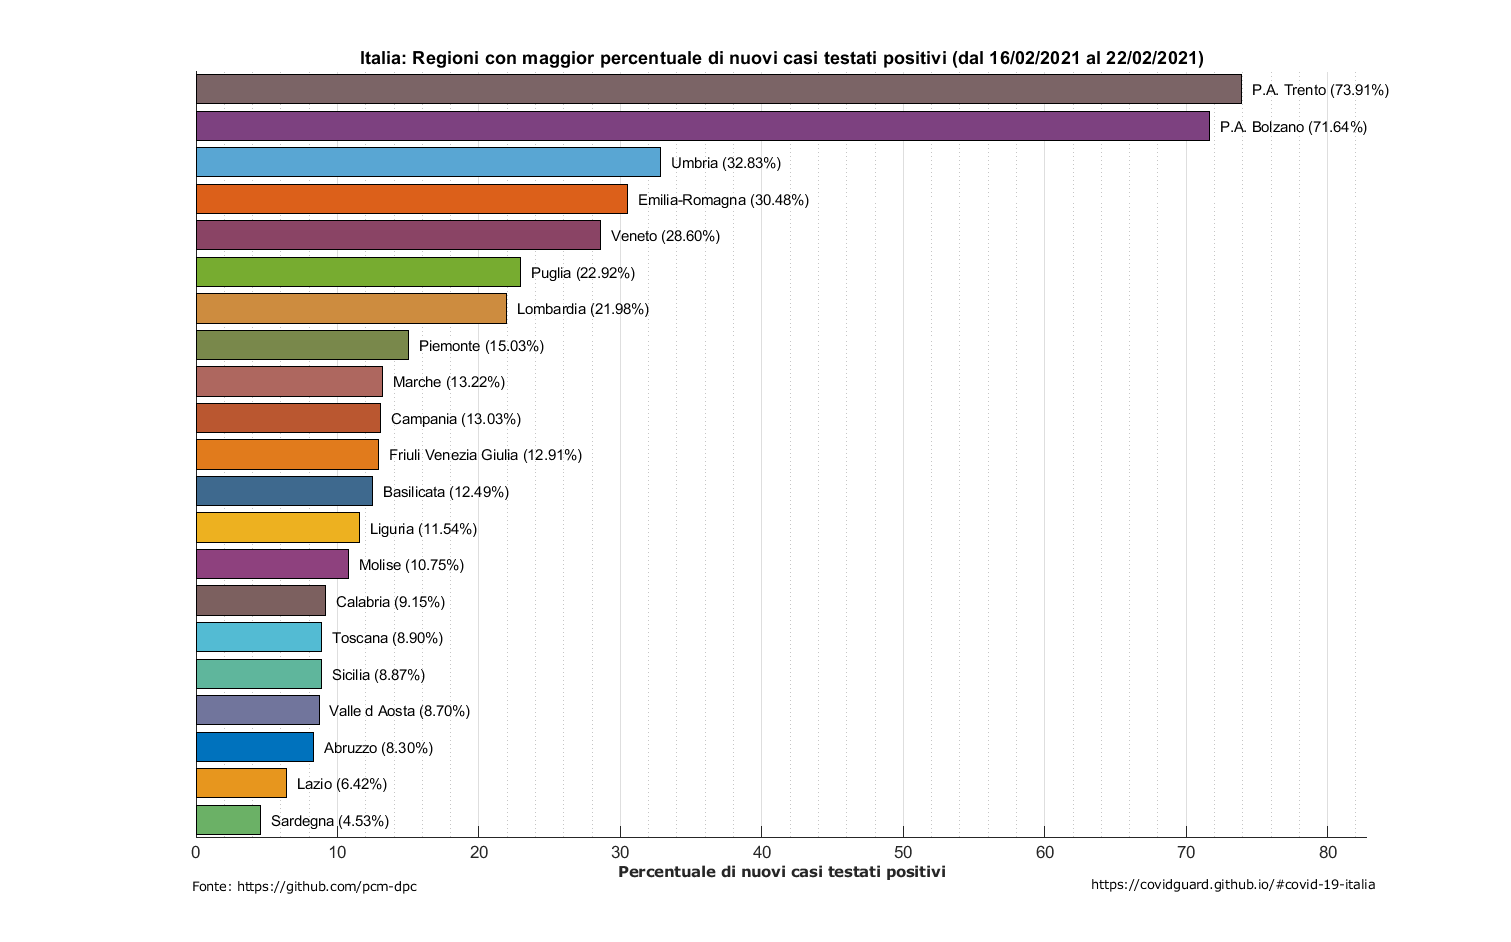 Italia: Regioni con maggior percentuale di nuovi casi testati positivi (dal 16/02/2021 al 22/02/2021)
P.A. Trento (73.91%)
P.A. Bolzano (71.64%)
Umbria (32.83%)
Emilia-Romagna (30.48%)
Veneto (28.60%)
Puglia (22.92%)
Lombardia (21.98%)
Piemonte (15.03%)
Marche (13.22%)
Campania (13.03%)
Friuli Venezia Giulia (12.91%)
Basilicata (12.49%)
Liguria (11.54%)
Molise (10.75%)
Calabria (9.15%)
Toscana (8.90%)
Sicilia (8.87%)
Valle d Aosta (8.70%)
Abruzzo (8.30%)
Lazio (6.42%)
Sardegna (4.53%)
0 10 20 30 40 50 60 70 80
Percentuale di nuovi casi testati positivi
Fonte: https://github.com/pcm-dpc
https://covidguard.github.io/#covid-19-italia